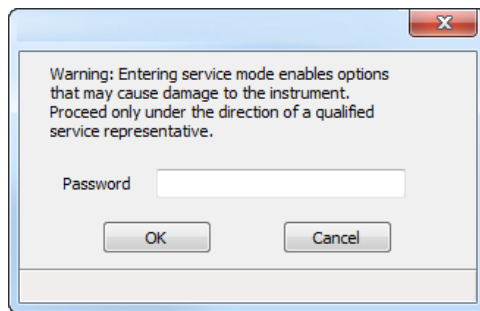 Warning: Entering service mode enables options
that may cause damage to the instrument.
Proceed only under the direction of a qualified
service representative.
Password
OK
Cancel